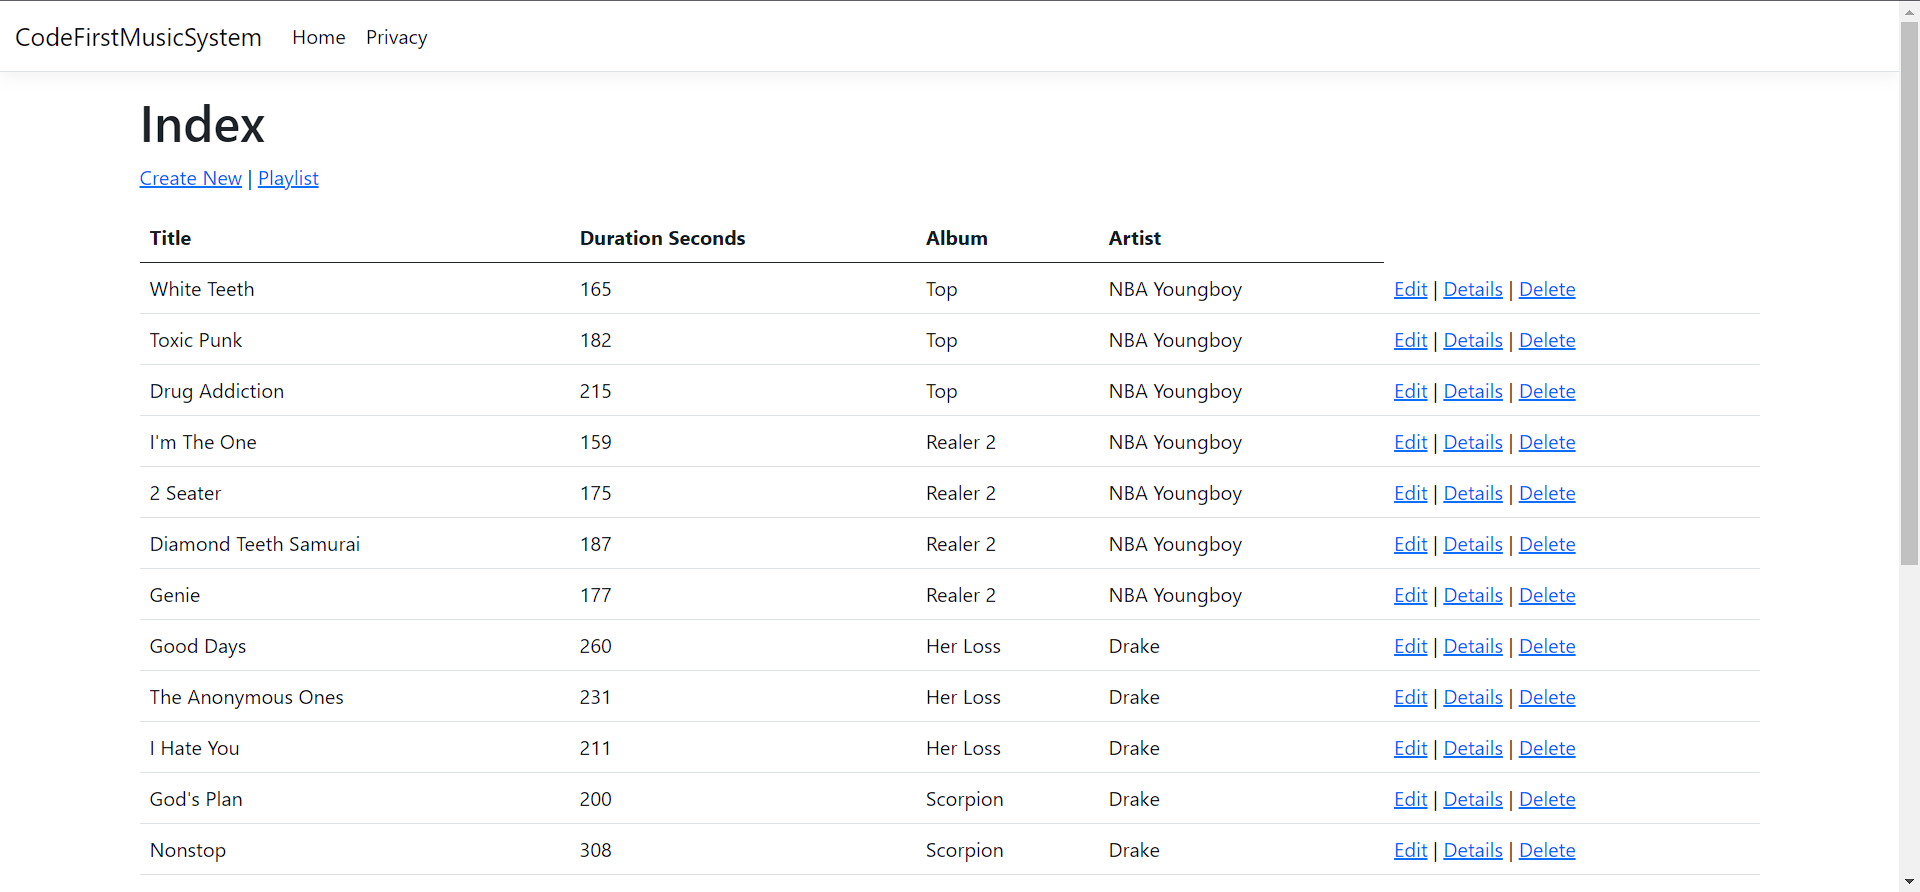 CodeFirstMusicSystem Home Privacy
Index
Create New | Playlist
Title Duration Seconds Album Artist
White Teeth 165 Top NBA Youngboy Edit | Details | Delete
Toxic Punk 182 Top NBA Youngboy Edit | Details | Delete
Drug Addiction 215 Top NBA Youngboy Edit | Details | Delete
I'm The One 159 Realer 2 NBA Youngboy Edit | Details | Delete
2 Seater 175 Realer 2 NBA Youngboy Edit | Details | Delete
Diamond Teeth Samurai 187 Realer 2 NBA Youngboy Edit | Details | Delete
Genie 177 Realer 2 NBA Youngboy Edit | Details | Delete
Good Days 260 Her Loss Drake Edit | Details | Delete
The Anonymous Ones 231 Her Loss Drake Edit | Details | Delete
I Hate You 211 Her Loss Drake Edit | Details | Delete
God's Plan 200 Scorpion Drake Edit | Details | Delete
Nonstop 308 Scorpion Drake Edit | Details | Delete